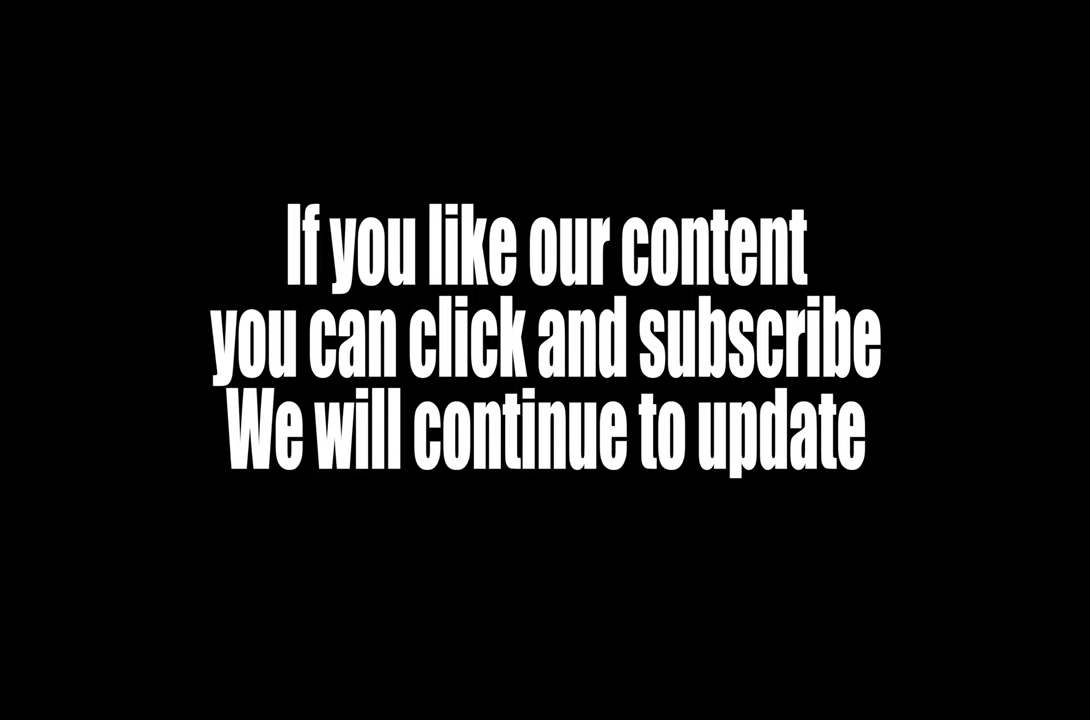 If you like our content
you can click and subscribe
We will continue to update